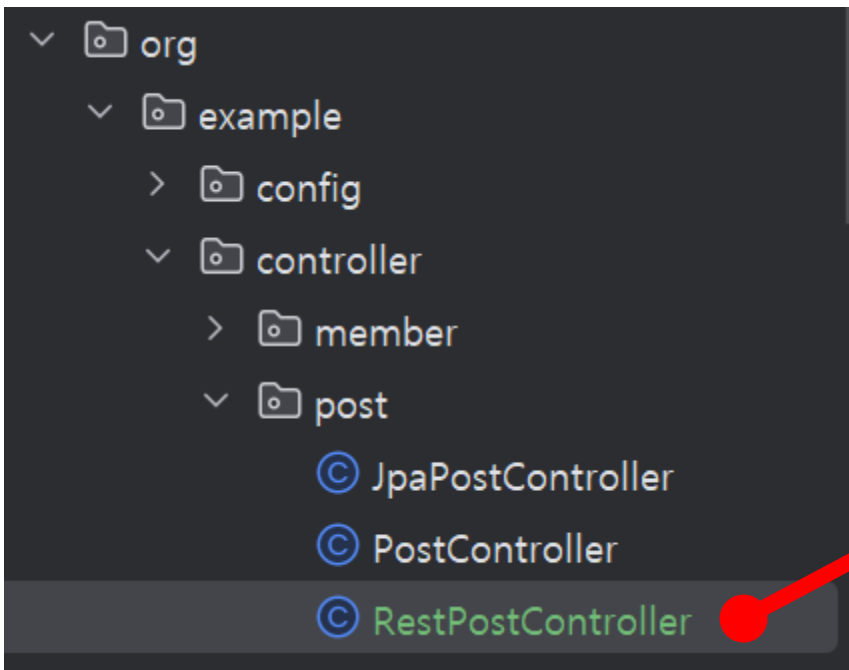 org
example
config
controller
member
post
JpaPostController
PostController
RestPostController